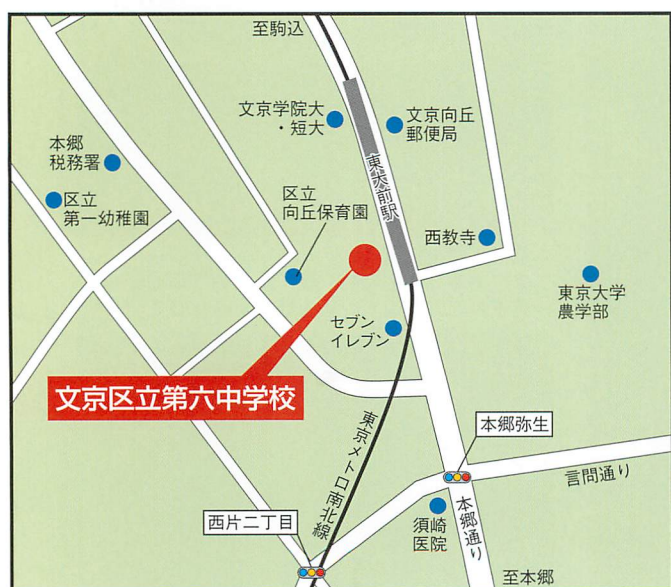 至駒込
文京学院大
・短大
文京向丘
郵便局
本郷
税務署
東大前駅
区立
向丘保育園
区立
第一幼稚園
西教寺
東京大学
農学部
セブン
イレブン
文京区立第六中学校
東京メトロ南北線
本郷弥生
言問通り
西片二丁目
須崎
医院
本郷通り
至本郷